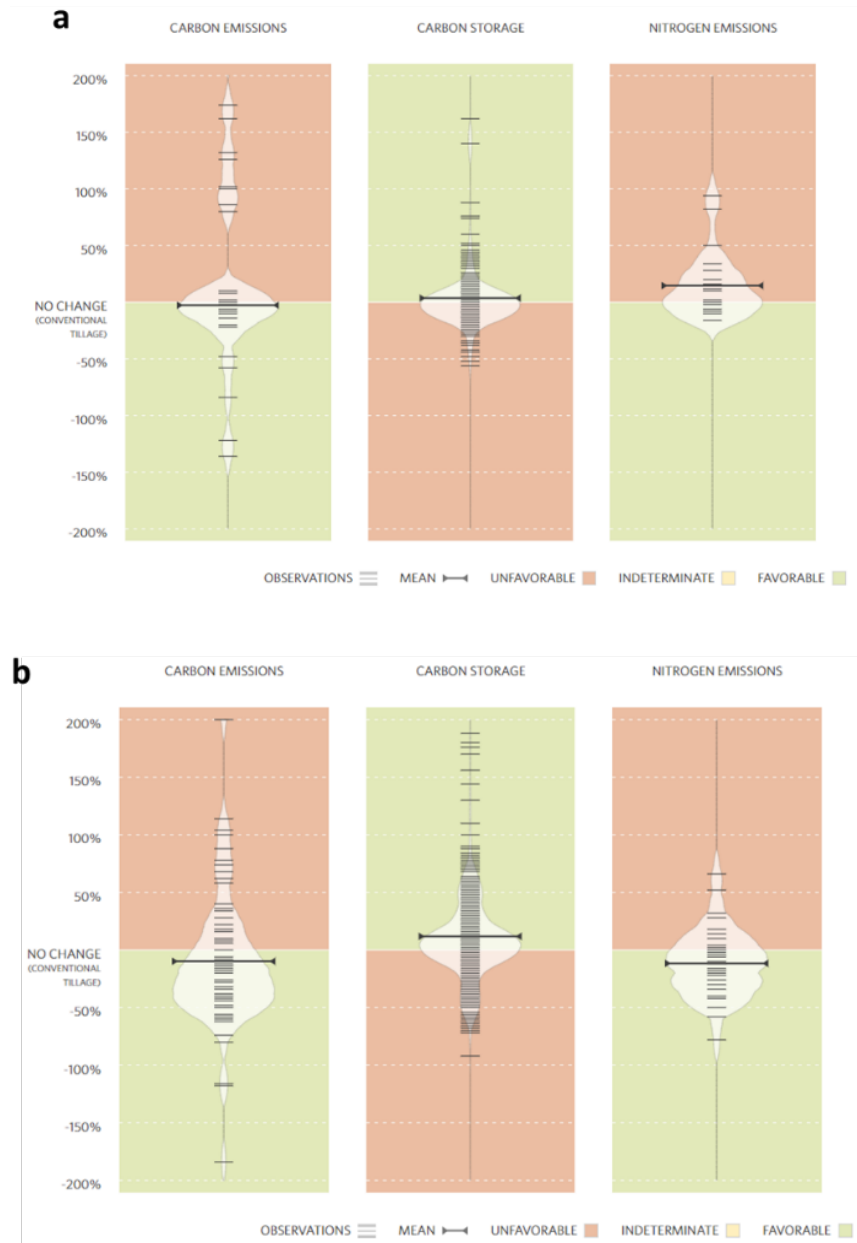 a
CARBON EMISSIONS CARBON STORAGE NITROGEN EMISSIONS
200%
150%
100%
50%
NO CHANGE
(CONVENTIONAL
TILLAGE)
-50%
-100%
-150%
-200%
OBSERVATIONS MEAN UNFAVORABLE INDETERMINATE FAVORABLE
b
CARBON EMISSIONS CARBON STORAGE NITROGEN EMISSIONS
200%
150%
100%
50%
NO CHANGE
(CONVENTIONAL
TILLAGE)
-50%
-100%
-150%
-200%
OBSERVATIONS MEAN UNFAVORABLE INDETERMINATE FAVORABLE